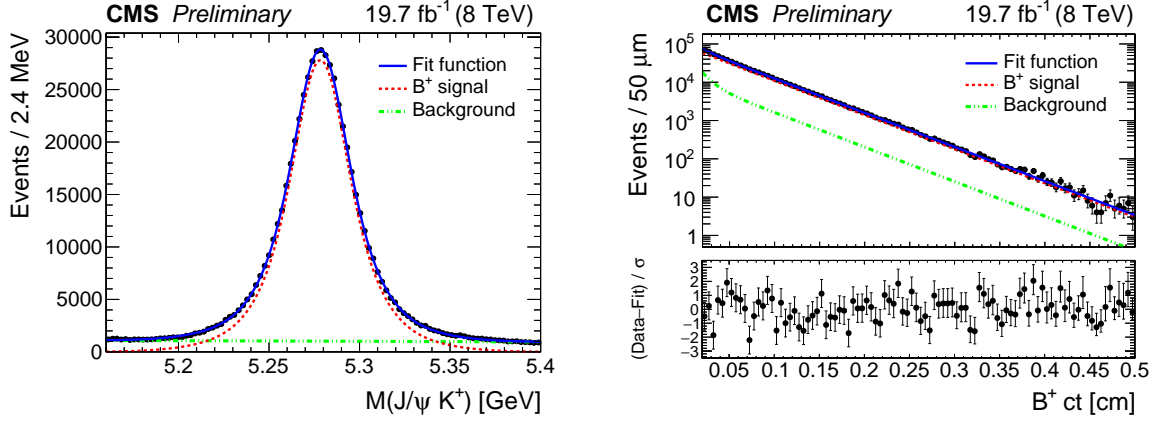 CMS Preliminary 19.7 fb⁻¹ (8 TeV)
Events / 2.4 MeV
30000
25000
20000
15000
10000
5000
0
Fit function
B⁺ signal
Background
5.2 5.25 5.3 5.35 5.4
M(J/ψ K⁺) [GeV]
CMS Preliminary 19.7 fb⁻¹ (8 TeV)
Events / 50 μm
10⁵
10⁴
10³
10²
10
1
Fit function
B⁺ signal
Background
(Data−Fit) / σ
3
2
1
0
−1
−2
−3
0.05 0.1 0.15 0.2 0.25 0.3 0.35 0.4 0.45 0.5
B⁺ ct [cm]